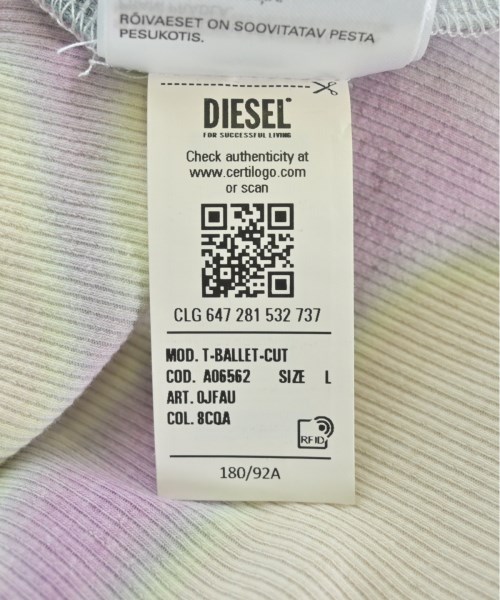 RÕIVAESET ON SOOVITATAV PESTA
PESUKOTIS.
DIESEL
FOR SUCCESSFUL LIVING
Check authenticity at
www.certilogo.com
or scan
CLG 647 281 532 737
MOD. T-BALLET-CUT
COD. A06562 SIZE L
ART. 0JFAU
COL. 8CQA
RFID
180/92A